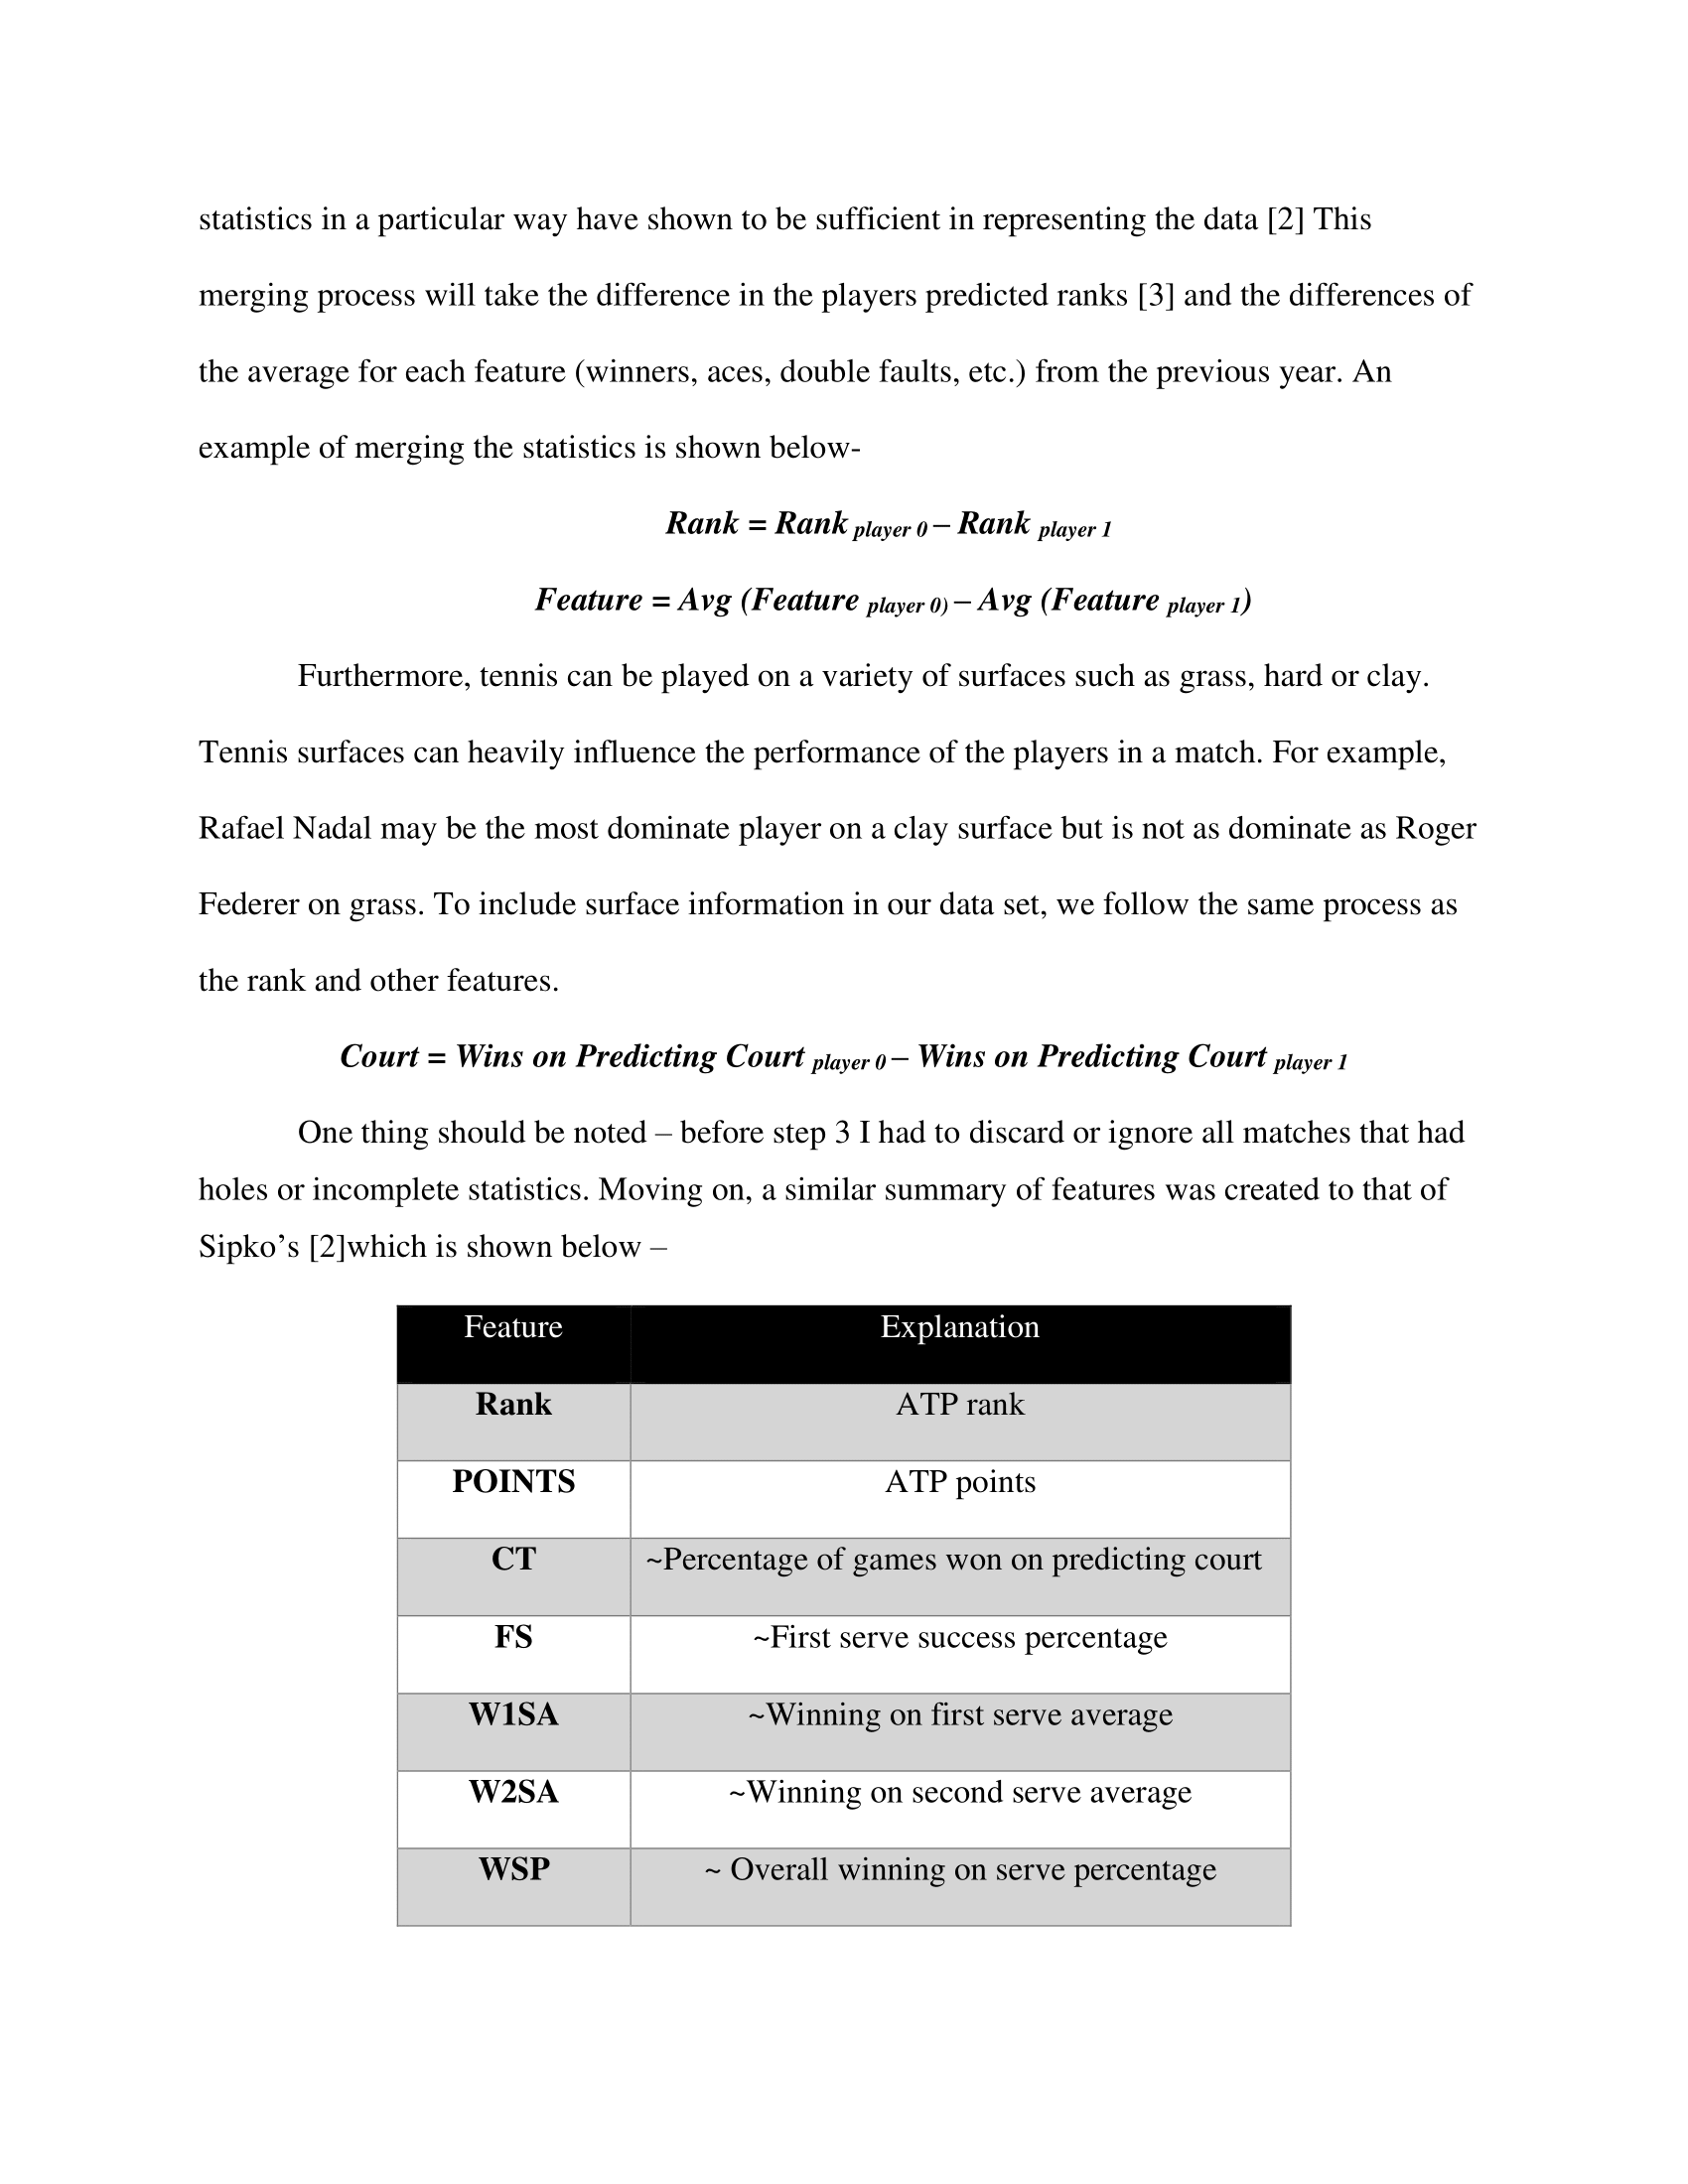 statistics in a particular way have shown to be sufficient in representing the data [2] This
merging process will take the difference in the players predicted ranks [3] and the differences of
the average for each feature (winners, aces, double faults, etc.) from the previous year. An
example of merging the statistics is shown below-
Rank = Rank player 0 – Rank player 1
Feature = Avg (Feature player 0) – Avg (Feature player 1)
Furthermore, tennis can be played on a variety of surfaces such as grass, hard or clay.
Tennis surfaces can heavily influence the performance of the players in a match. For example,
Rafael Nadal may be the most dominate player on a clay surface but is not as dominate as Roger
Federer on grass. To include surface information in our data set, we follow the same process as
the rank and other features.
Court = Wins on Predicting Court player 0 – Wins on Predicting Court player 1
One thing should be noted – before step 3 I had to discard or ignore all matches that had
holes or incomplete statistics. Moving on, a similar summary of features was created to that of
Sipko’s [2]which is shown below –
Feature Explanation
Rank ATP rank
POINTS ATP points
CT ~Percentage of games won on predicting court
FS ~First serve success percentage
W1SA ~Winning on first serve average
W2SA ~Winning on second serve average
WSP ~ Overall winning on serve percentage